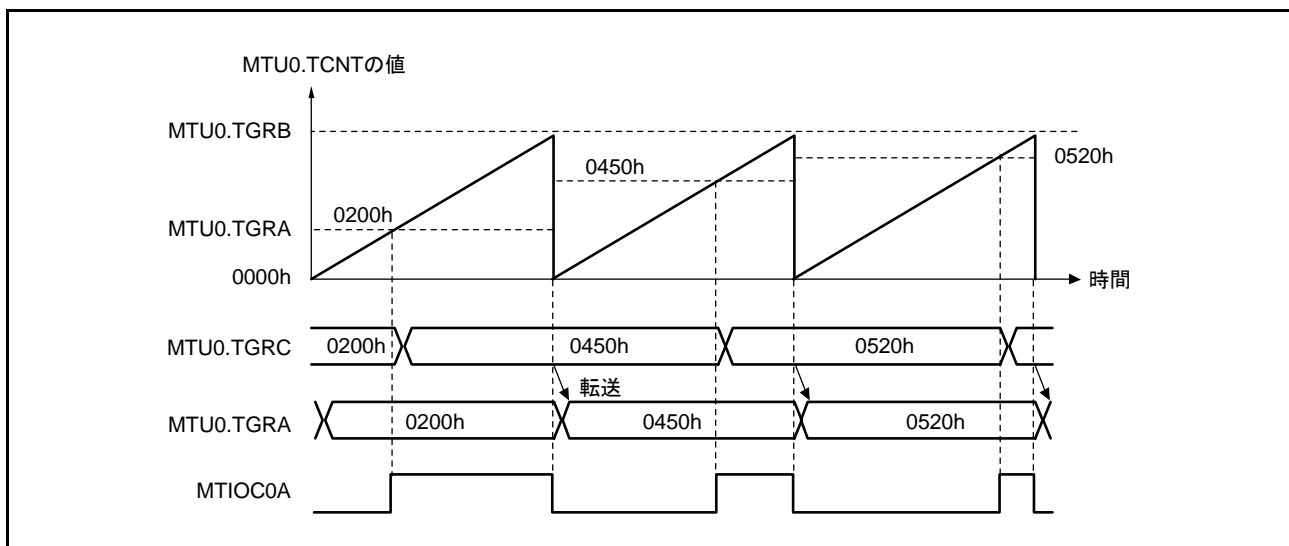 MTU0.TCNTの値
MTU0.TGRB
0450h
0520h
MTU0.TGRA
0200h
0000h
時間
MTU0.TGRC
0200h
0450h
0520h
転送
MTU0.TGRA
0200h
0450h
0520h
MTIOC0A